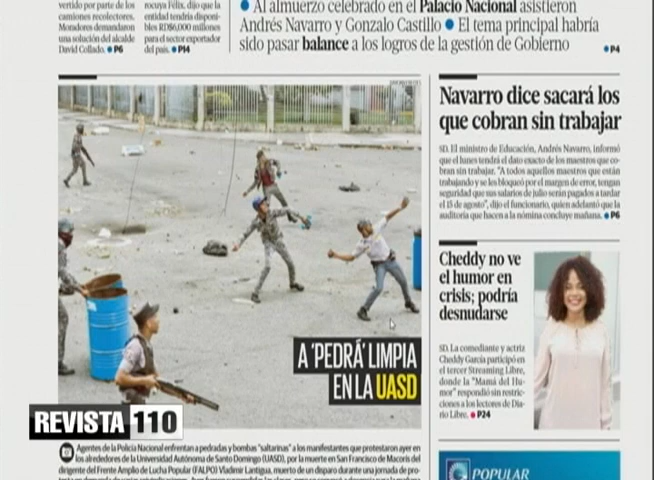 vertido por parte de los
camiones recolectores.
Moradores demandaron
una solución del alcalde
David Collado. ● P6
rocuya Félix, dijo que la
entidad tendría disponi-
bles RD$6,000 millones
para el sector exportador
del país. ● P14
● Al almuerzo celebrado en el Palacio Nacional asistieron
Andrés Navarro y Gonzalo Castillo ● El tema principal habría
sido pasar balance a los logros de la gestión de Gobierno
● P4
A 'PEDRÁ' LIMPIA
EN LA UASD
Agentes de la Policía Nacional enfrentan a pedradas y bombas "saltarinas" a los manifestantes que protestaron ayer en
los alrededores de la Universidad Autónoma de Santo Domingo (UASD), por la muerte en San Francisco de Macorís del
dirigente del Frente Amplio de Lucha Popular (FALPO) Vladimir Lantigua, muerto de un disparo durante una jornada de pro-
Navarro dice sacará los
que cobran sin trabajar
SD. El ministro de Educación, Andrés Navarro, informó
que el lunes tendrá el dato exacto de los maestros que co-
bran sin trabajar. "A todos aquellos maestros que están
trabajando y se les bloqueó por el margen de error, tengan
seguridad que sus salarios de julio serán pagados a tardar
el 15 de agosto", dijo el funcionario, quien adelantó que la
auditoría que hacen a la nómina concluye mañana. ● P6
Cheddy no ve
el humor en
crisis; podría
desnudarse
SD. La comediante y actriz
Cheddy García participó en
el tercer Streaming Libre,
donde la "Mamá del Hu-
mor" respondió sin restric-
ciones a los lectores de Dia-
rio Libre. ● P24
POPULAR
REVISTA 110